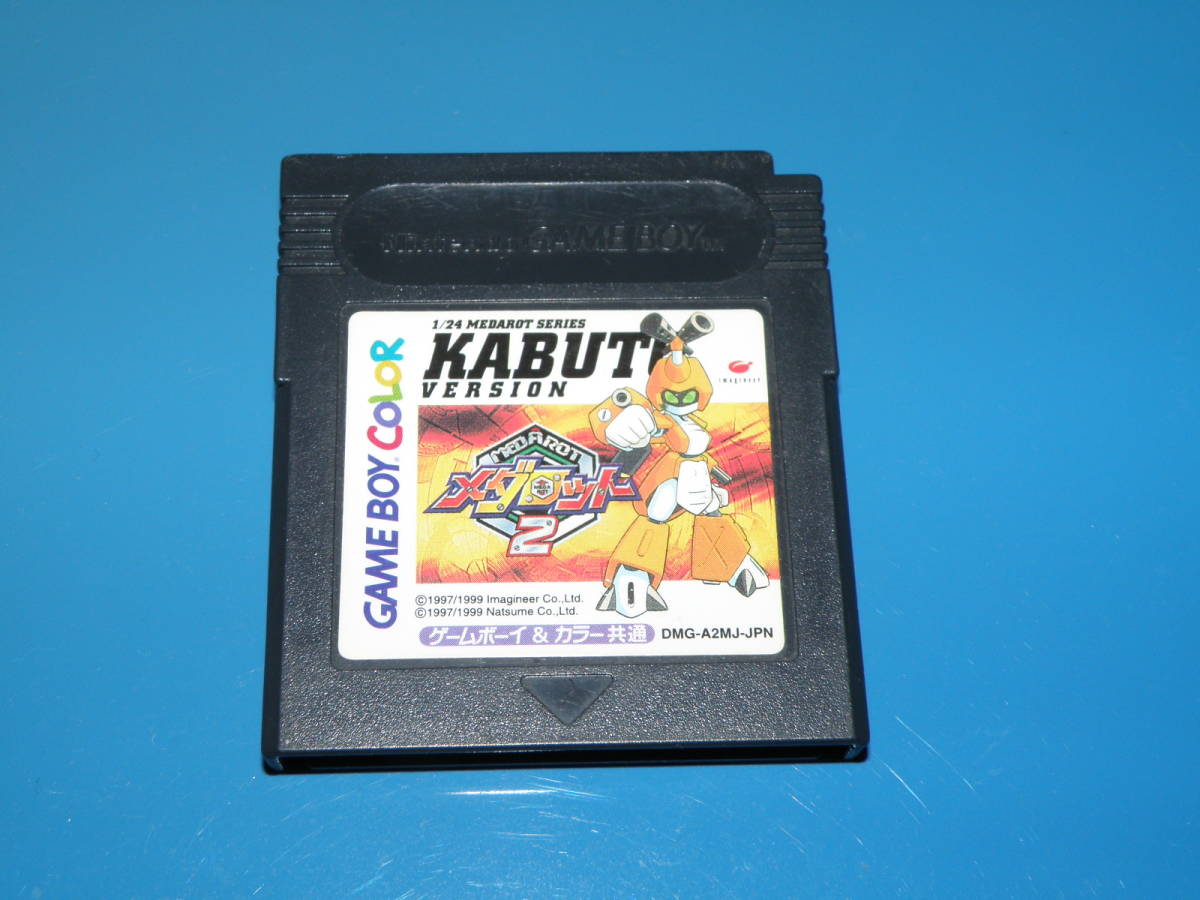 Nintendo GAME BOY TM
1/24 MEDAROT SERIES
KABUTO
VERSION
imagineer
GAME BOY COLOR
MEDAROT
メダロット
2
©1997/1999 Imagineer Co.,Ltd.
©1997/1999 Natsume Co.,Ltd.
ゲームボーイ & カラー共通 DMG-A2MJ-JPN